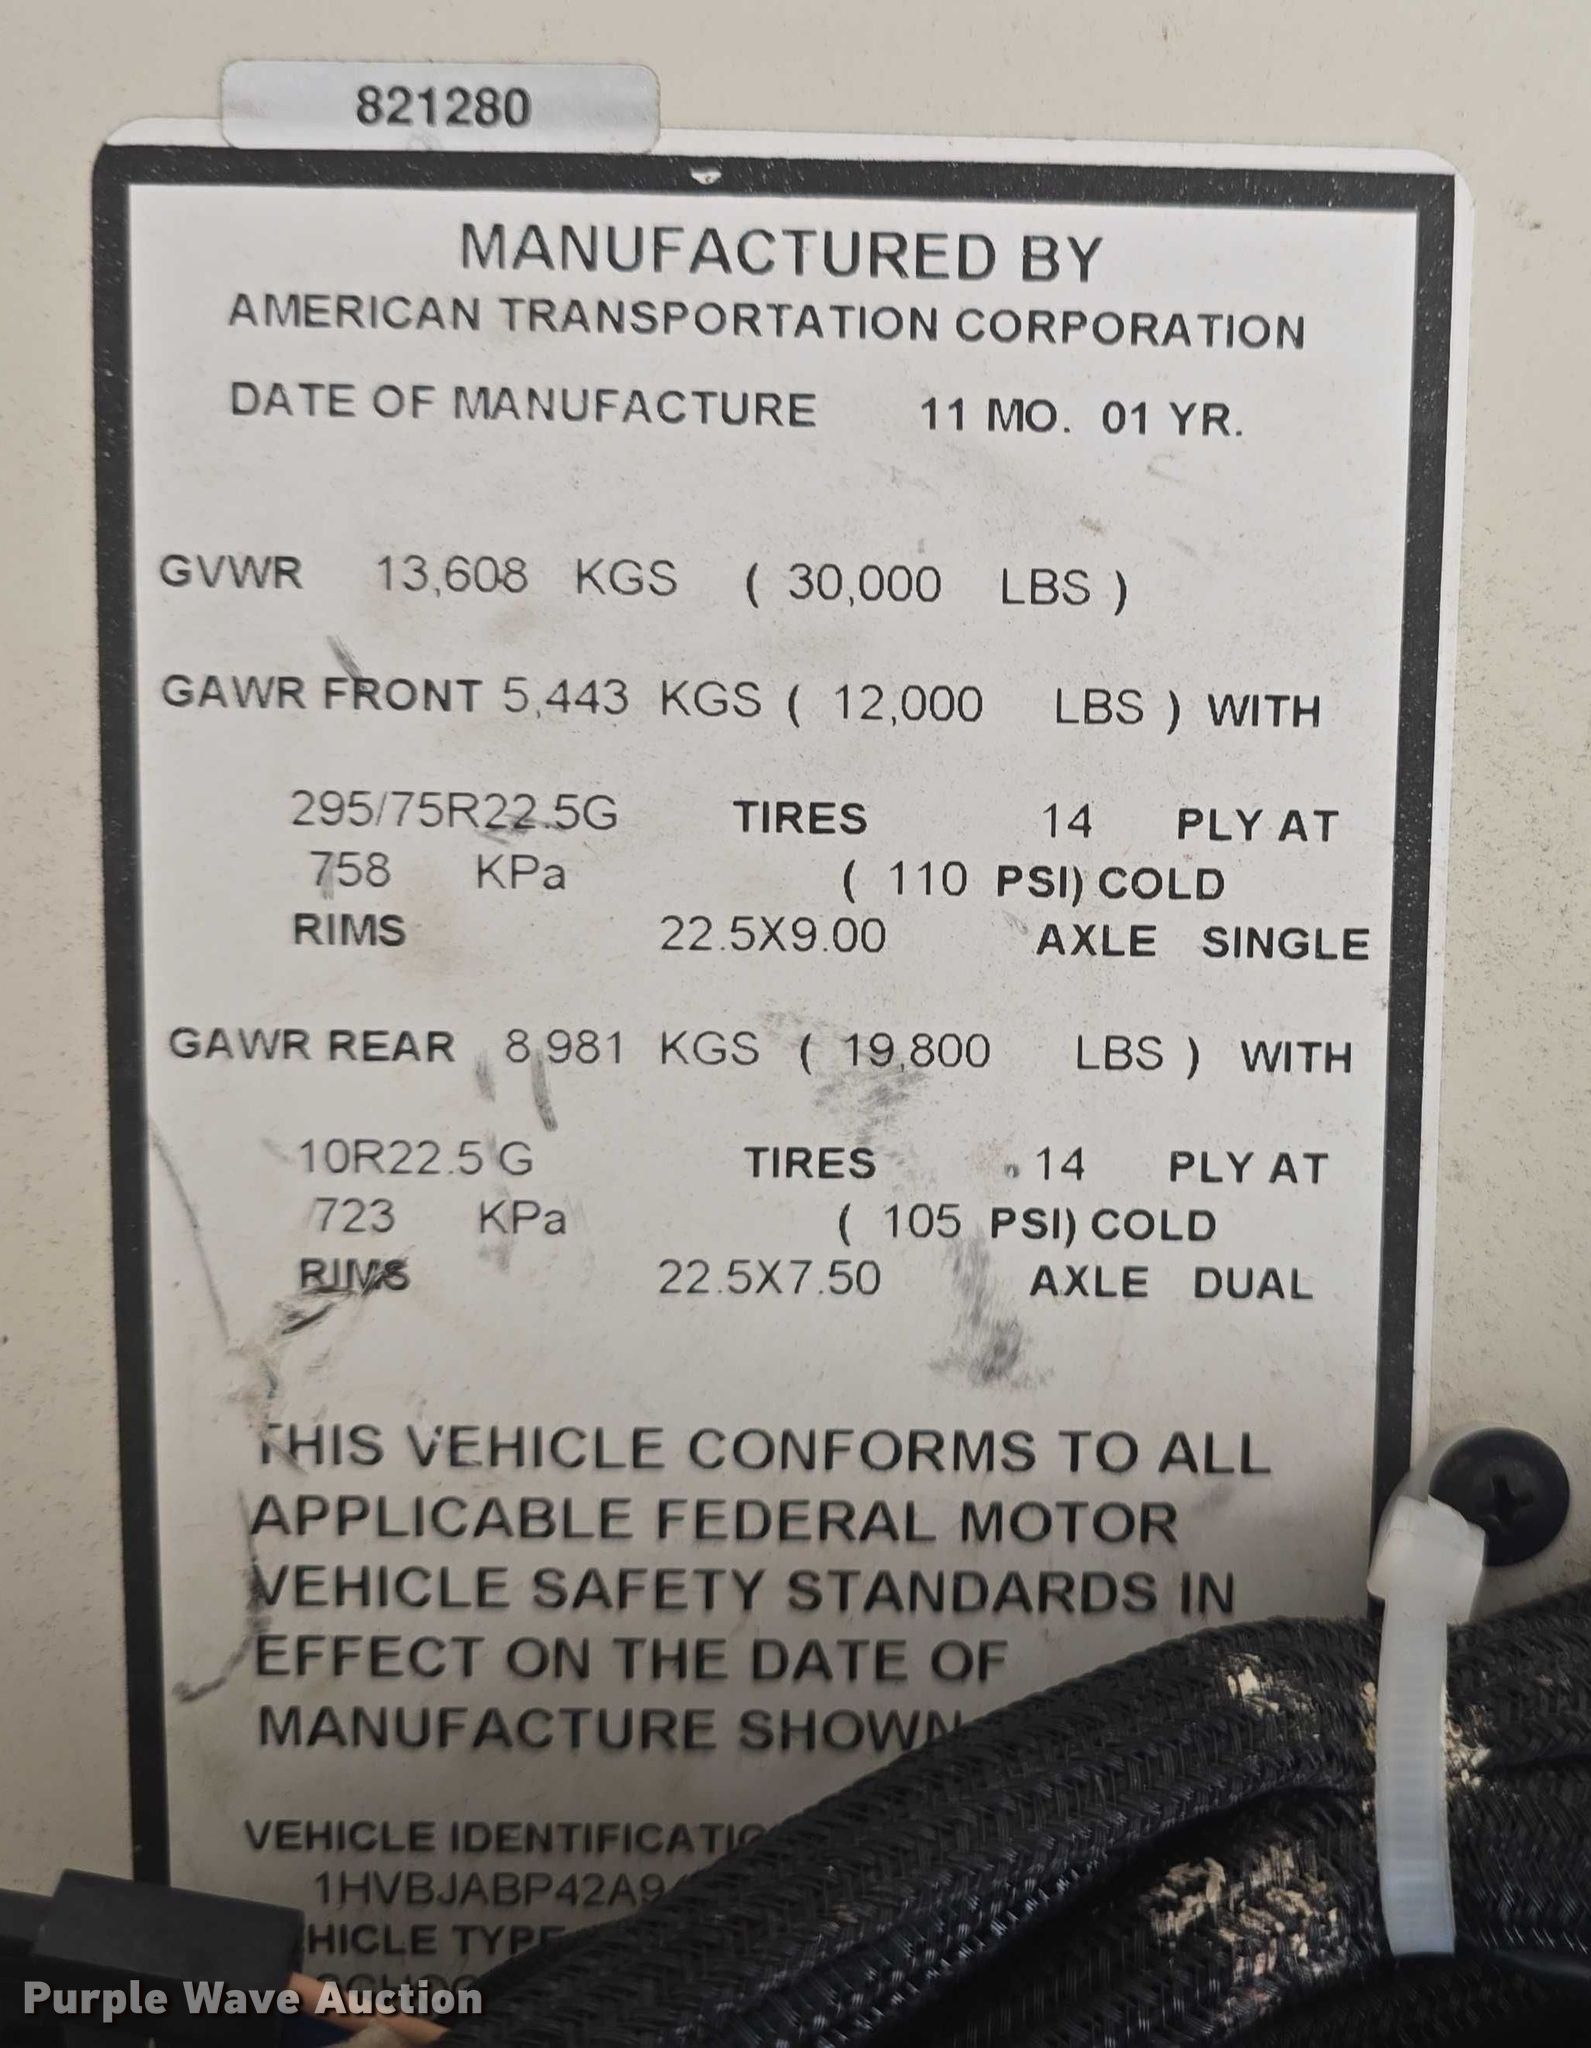 821280
MANUFACTURED BY
AMERICAN TRANSPORTATION CORPORATION
DATE OF MANUFACTURE 11 MO. 01 YR.
GVWR 13,608 KGS ( 30,000 LBS )
GAWR FRONT 5,443 KGS ( 12,000 LBS ) WITH
295/75R22.5G TIRES 14 PLY AT
758 KPa ( 110 PSI) COLD
RIMS 22.5X9.00 AXLE SINGLE
GAWR REAR 8,981 KGS ( 19,800 LBS ) WITH
10R22.5 G TIRES 14 PLY AT
723 KPa ( 105 PSI) COLD
RIMS 22.5X7.50 AXLE DUAL
THIS VEHICLE CONFORMS TO ALL
APPLICABLE FEDERAL MOTOR
VEHICLE SAFETY STANDARDS IN
EFFECT ON THE DATE OF
MANUFACTURE SHOWN
VEHICLE
1HVBJABP42A9
TYPE
Purple Wave Auction